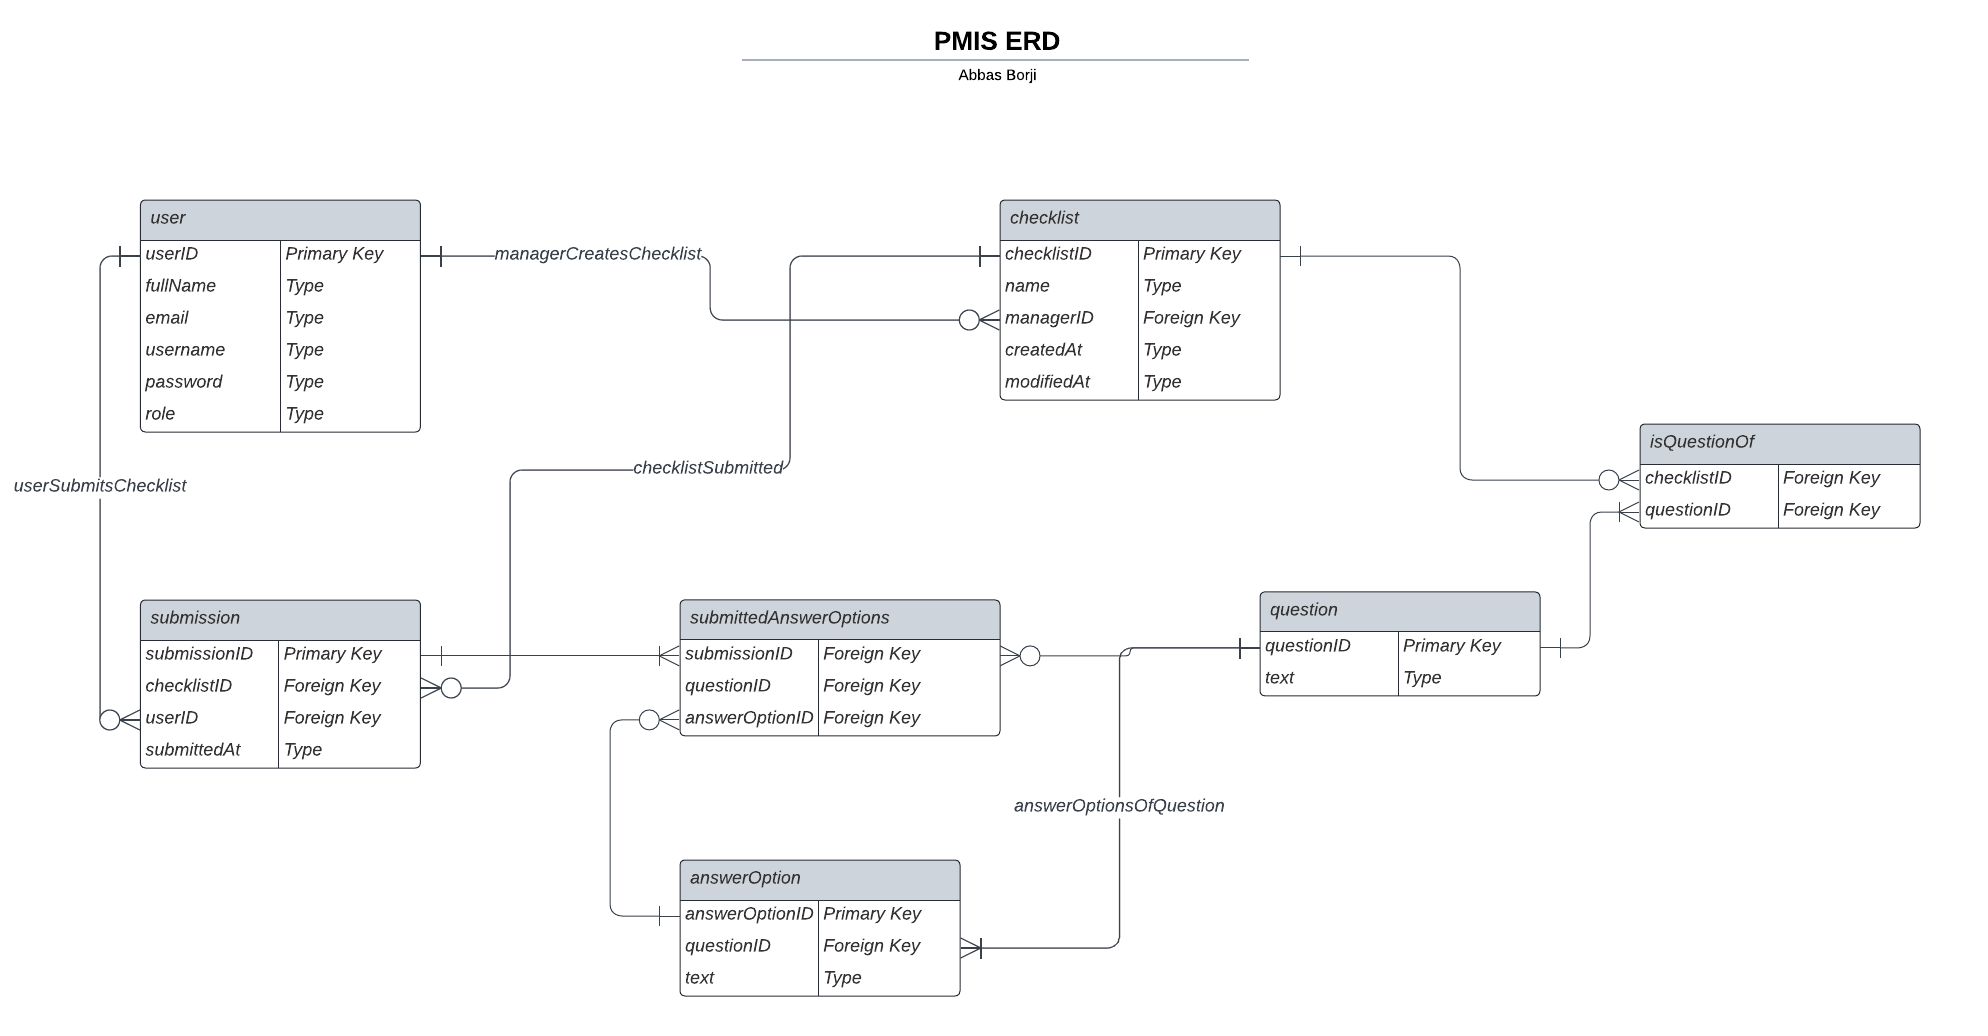 PMIS ERD
Abbas Borji
user
userID Primary Key
fullName Type
email Type
username Type
password Type
role Type
managerCreatesChecklist
checklist
checklistID Primary Key
name Type
managerID Foreign Key
createdAt Type
modifiedAt Type
checklistSubmitted
userSubmitsChecklist
isQuestionOf
checklistID Foreign Key
questionID Foreign Key
submission
submissionID Primary Key
checklistID Foreign Key
userID Foreign Key
submittedAt Type
submittedAnswerOptions
submissionID Foreign Key
questionID Foreign Key
answerOptionID Foreign Key
question
questionID Primary Key
text Type
answerOptionsOfQuestion
answerOption
answerOptionID Primary Key
questionID Foreign Key
text Type